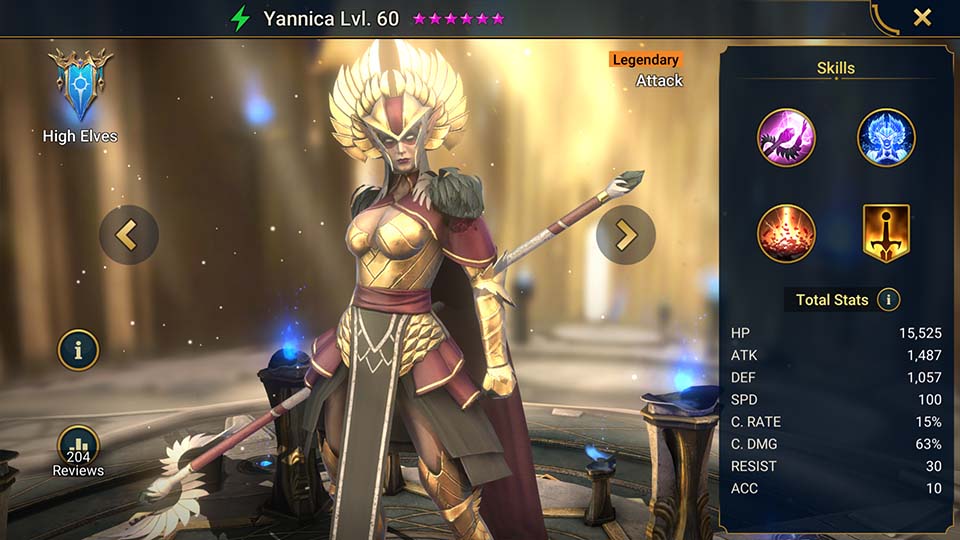 Yannica Lvl. 60
High Elves
Legendary
Attack
204
Reviews
Skills
Total Stats i
HP 15,525
ATK 1,487
DEF 1,057
SPD 100
C. RATE 15%
C. DMG 63%
RESIST 30
ACC 10